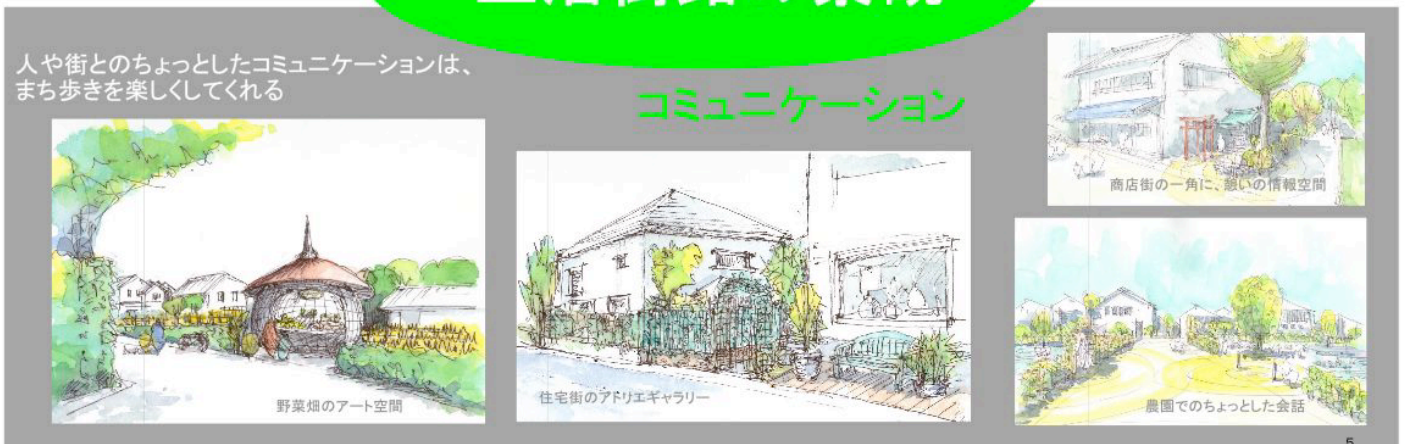 人や街とのちょっとしたコミュニケーションは、
まち歩きを楽しくしてくれる
コミュニケーション
商店街の一角に、憩いの情報空間
野菜畑のアート空間
住宅街のアトリエギャラリー
農園でのちょっとした会話
5